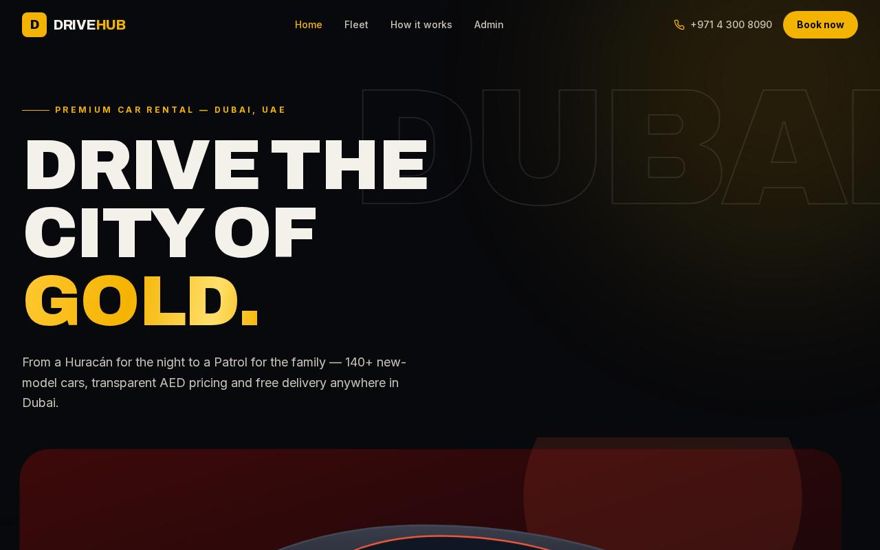 D DRIVEHUB
Home Fleet How it works Admin
+971 4 300 8090 Book now
PREMIUM CAR RENTAL — DUBAI, UAE
DUBAI
DRIVE THE
CITY OF
GOLD.
From a Huracán for the night to a Patrol for the family — 140+ new-
model cars, transparent AED pricing and free delivery anywhere in
Dubai.